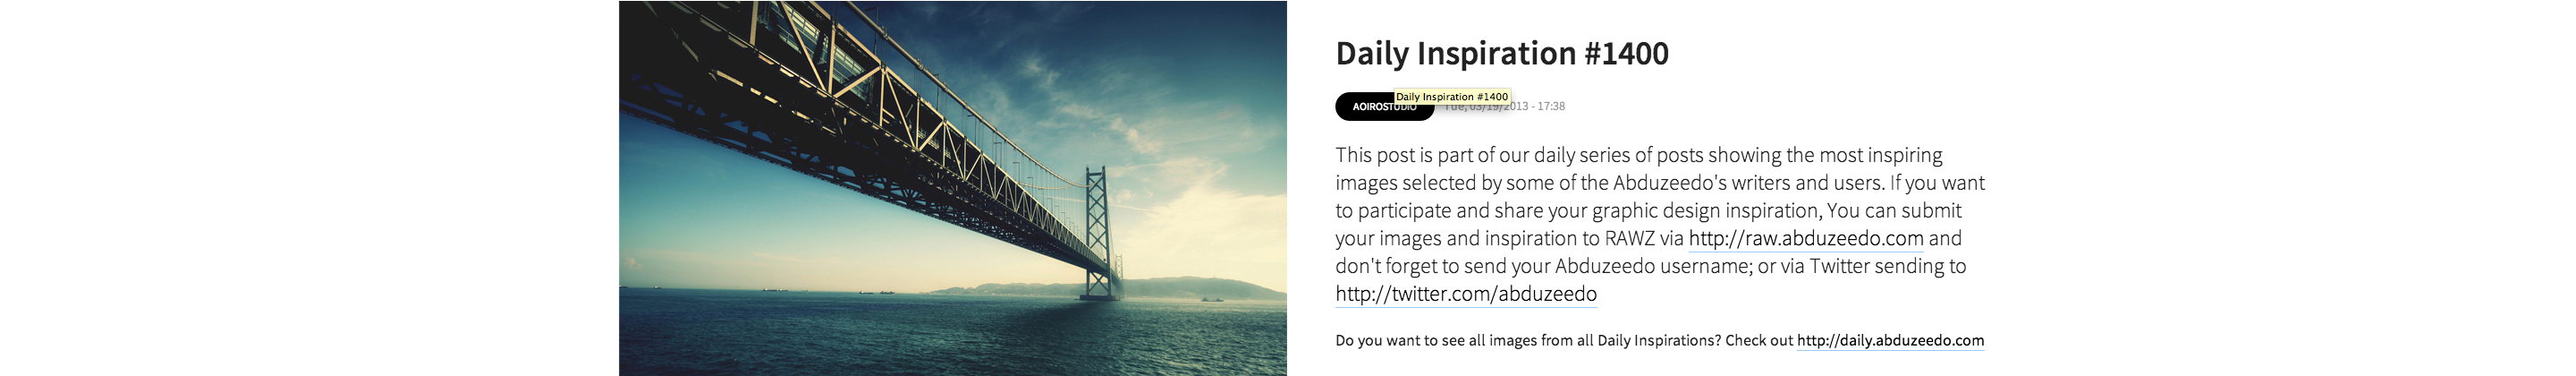 Daily Inspiration #1400
Daily Inspiration #1400
AOIROSTUDIO Tue, 03/19/2013 - 17:38
This post is part of our daily series of posts showing the most inspiring
images selected by some of the Abduzeedo's writers and users. If you want
to participate and share your graphic design inspiration, You can submit
your images and inspiration to RAWZ via http://raw.abduzeedo.com and
don't forget to send your Abduzeedo username; or via Twitter sending to
http://twitter.com/abduzeedo
Do you want to see all images from all Daily Inspirations? Check out http://daily.abduzeedo.com